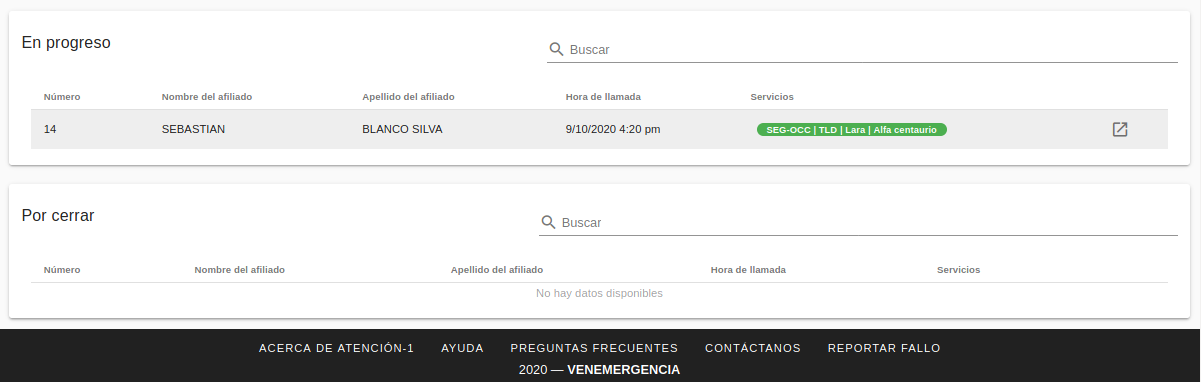 En progreso
Buscar
Número Nombre del afiliado Apellido del afiliado Hora de llamada Servicios
14 SEBASTIAN BLANCO SILVA 9/10/2020 4:20 pm SEG-OCC | TLD | Lara | Alfa centaurio
Por cerrar
Buscar
Número Nombre del afiliado Apellido del afiliado Hora de llamada Servicios
No hay datos disponibles
ACERCA DE ATENCIÓN-1 AYUDA PREGUNTAS FRECUENTES CONTÁCTANOS REPORTAR FALLO
2020 — VENEMERGENCIA